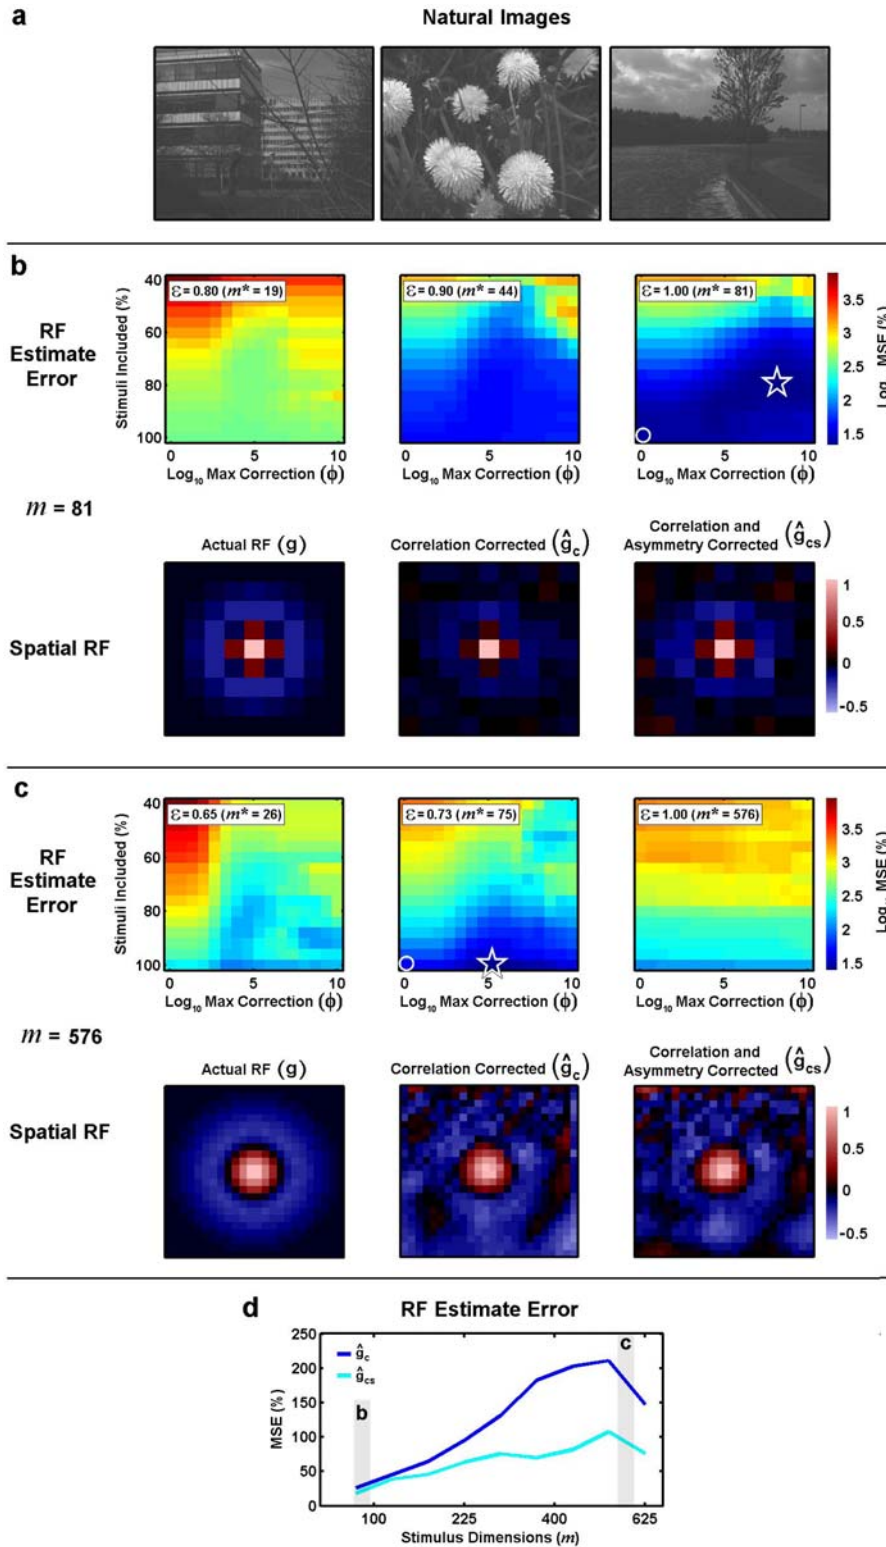 a
Natural Images
b
RF Estimate Error
Stimuli Included (%)
40
60
80
100
ε = 0.80 (m* = 19)
ε = 0.90 (m* = 44)
ε = 1.00 (m* = 81)
0 5 10
0 5 10
0 5 10
Log₁₀ Max Correction (ϕ)
Log₁₀ Max Correction (ϕ)
Log₁₀ Max Correction (ϕ)
3.5
3
2.5
2
1.5
MSE (%)
m = 81
Actual RF (g)
Correlation Corrected (ĝc)
Correlation and Asymmetry Corrected (ĝcs)
Spatial RF
1
0.5
0
-0.5
c
RF Estimate Error
Stimuli Included (%)
40
60
80
100
ε = 0.65 (m* = 26)
ε = 0.73 (m* = 75)
ε = 1.00 (m* = 576)
0 5 10
0 5 10
0 5 10
Log₁₀ Max Correction (ϕ)
Log₁₀ Max Correction (ϕ)
Log₁₀ Max Correction (ϕ)
3.5
3
2.5
2
1.5
MSE (%)
m = 576
Actual RF (g)
Correlation Corrected (ĝc)
Correlation and Asymmetry Corrected (ĝcs)
Spatial RF
1
0.5
0
-0.5
d
RF Estimate Error
MSE (%)
250
200
150
100
50
0
ĝc
ĝcs
b
c
100 225 400 625
Stimulus Dimensions (m)